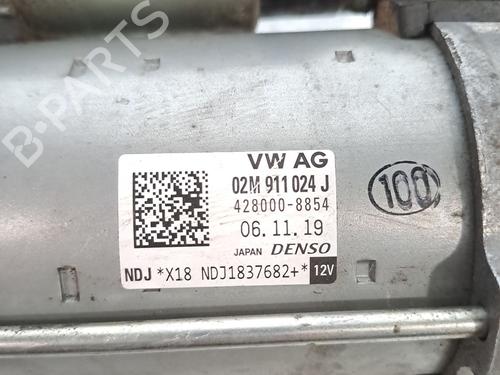 B-PARTS
VW AG
02M 911 024 J
428000-8854
06.11.19
JAPAN DENSO
NDJ *X18 NDJ1837682+* 12V
100